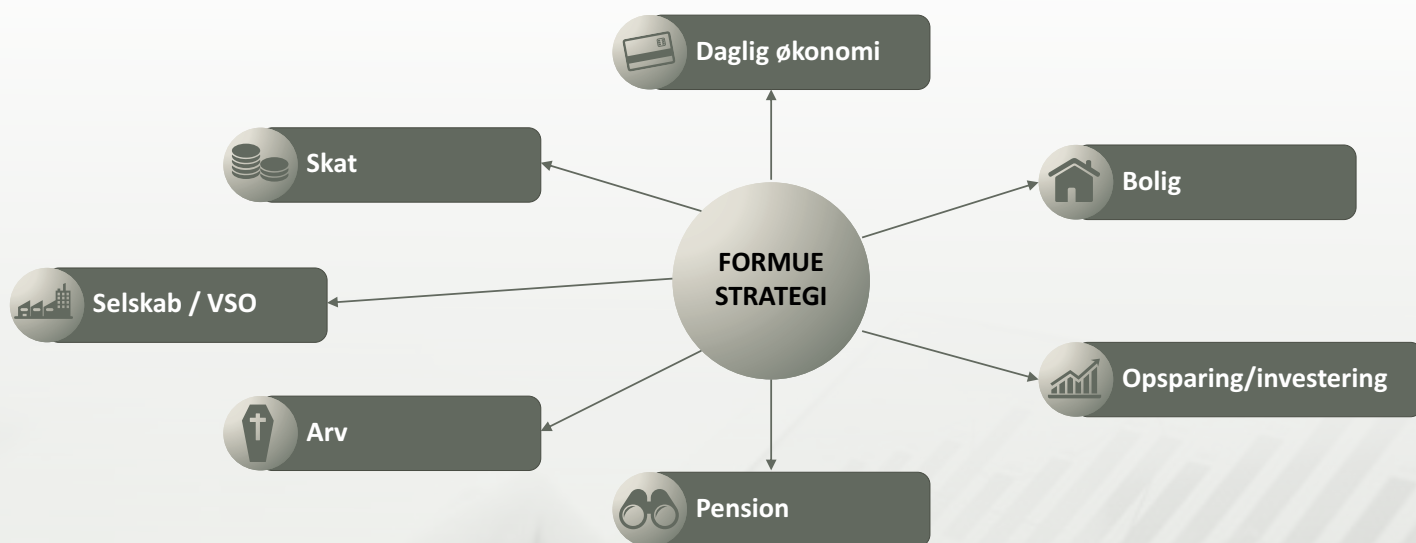 Daglig økonomi
Skat
Bolig
FORMUE
STRATEGI
Selskab / VSO
Opsparing/investering
Arv
Pension